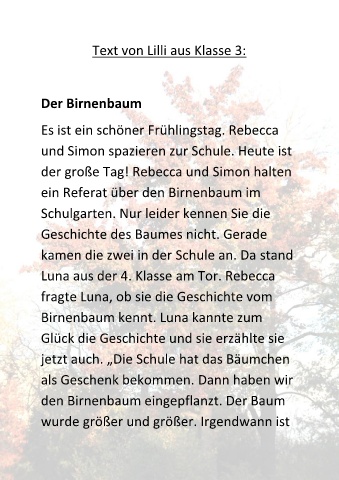 Text von Lilli aus Klasse 3:
Der Birnenbaum
Es ist ein schöner Frühlingstag. Rebecca
und Simon spazieren zur Schule. Heute ist
der große Tag! Rebecca und Simon halten
ein Referat über den Birnenbaum im
Schulgarten. Nur leider kennen Sie die
Geschichte des Baumes nicht. Gerade
kamen die zwei in der Schule an. Da stand
Luna aus der 4. Klasse am Tor. Rebecca
fragte Luna, ob sie die Geschichte vom
Birnenbaum kennt. Luna kannte zum
Glück die Geschichte und sie erzählte sie
jetzt auch. „Die Schule hat das Bäumchen
als Geschenk bekommen. Dann haben wir
den Birnenbaum eingepflanzt. Der Baum
wurde größer und größer. Irgendwann ist